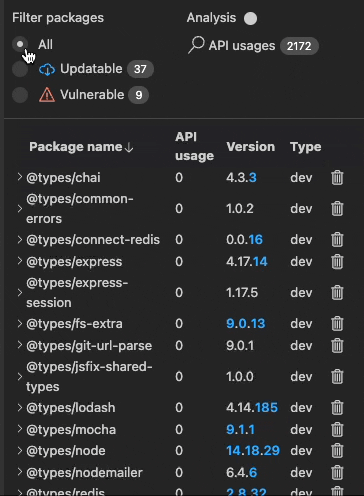 Filter packages
Analysis
All
API usages 2172
Updatable 37
Vulnerable 9
Package name↓ API usage Version Type
@types/chai 0 4.3.3 dev
@types/common-
errors 0 1.0.2 dev
@types/connect-redis 0 0.0.16 dev
@types/express 0 4.17.14 dev
@types/express-
session 0 1.17.5 dev
@types/fs-extra 0 9.0.13 dev
@types/git-url-parse 0 9.0.1 dev
@types/jsfix-shared-
types 0 1.0.0 dev
@types/lodash 0 4.14.185 dev
@types/mocha 0 9.1.1 dev
@types/node 0 14.18.29 dev
@types/nodemailer 0 6.4.6 dev
@types/redis 0 2.8.32 dev